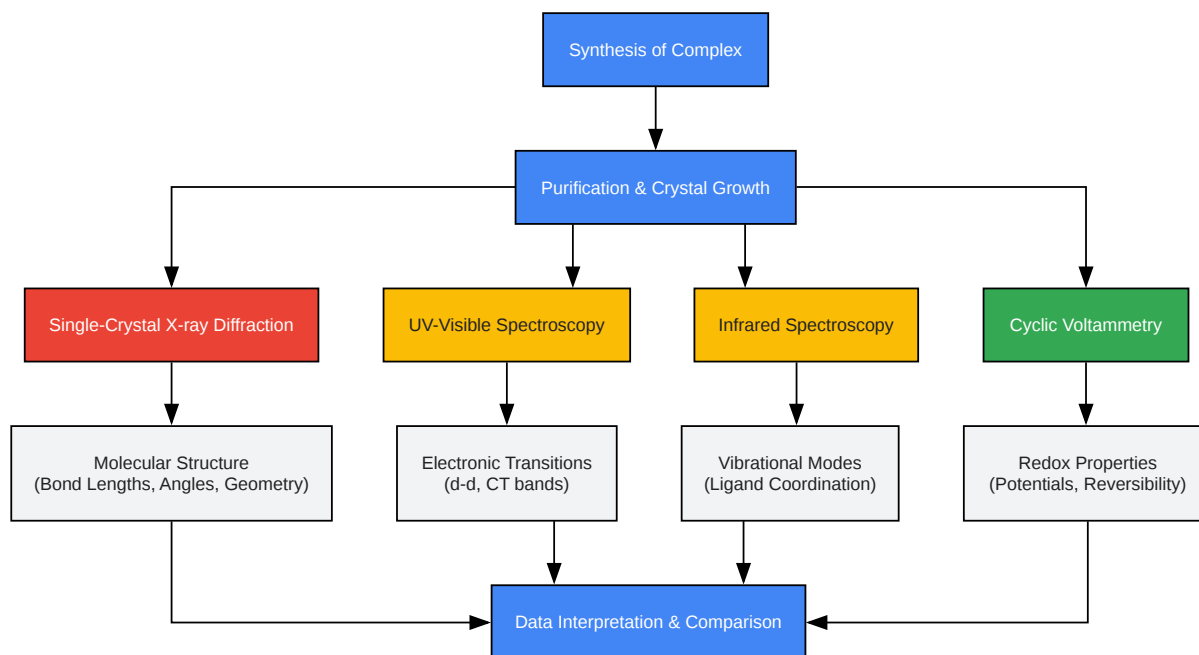 Synthesis of Complex
Purification & Crystal Growth
Single-Crystal X-ray Diffraction
UV-Visible Spectroscopy
Infrared Spectroscopy
Cyclic Voltammetry
Molecular Structure
(Bond Lengths, Angles, Geometry)
Electronic Transitions
(d-d, CT bands)
Vibrational Modes
(Ligand Coordination)
Redox Properties
(Potentials, Reversibility)
Data Interpretation & Comparison